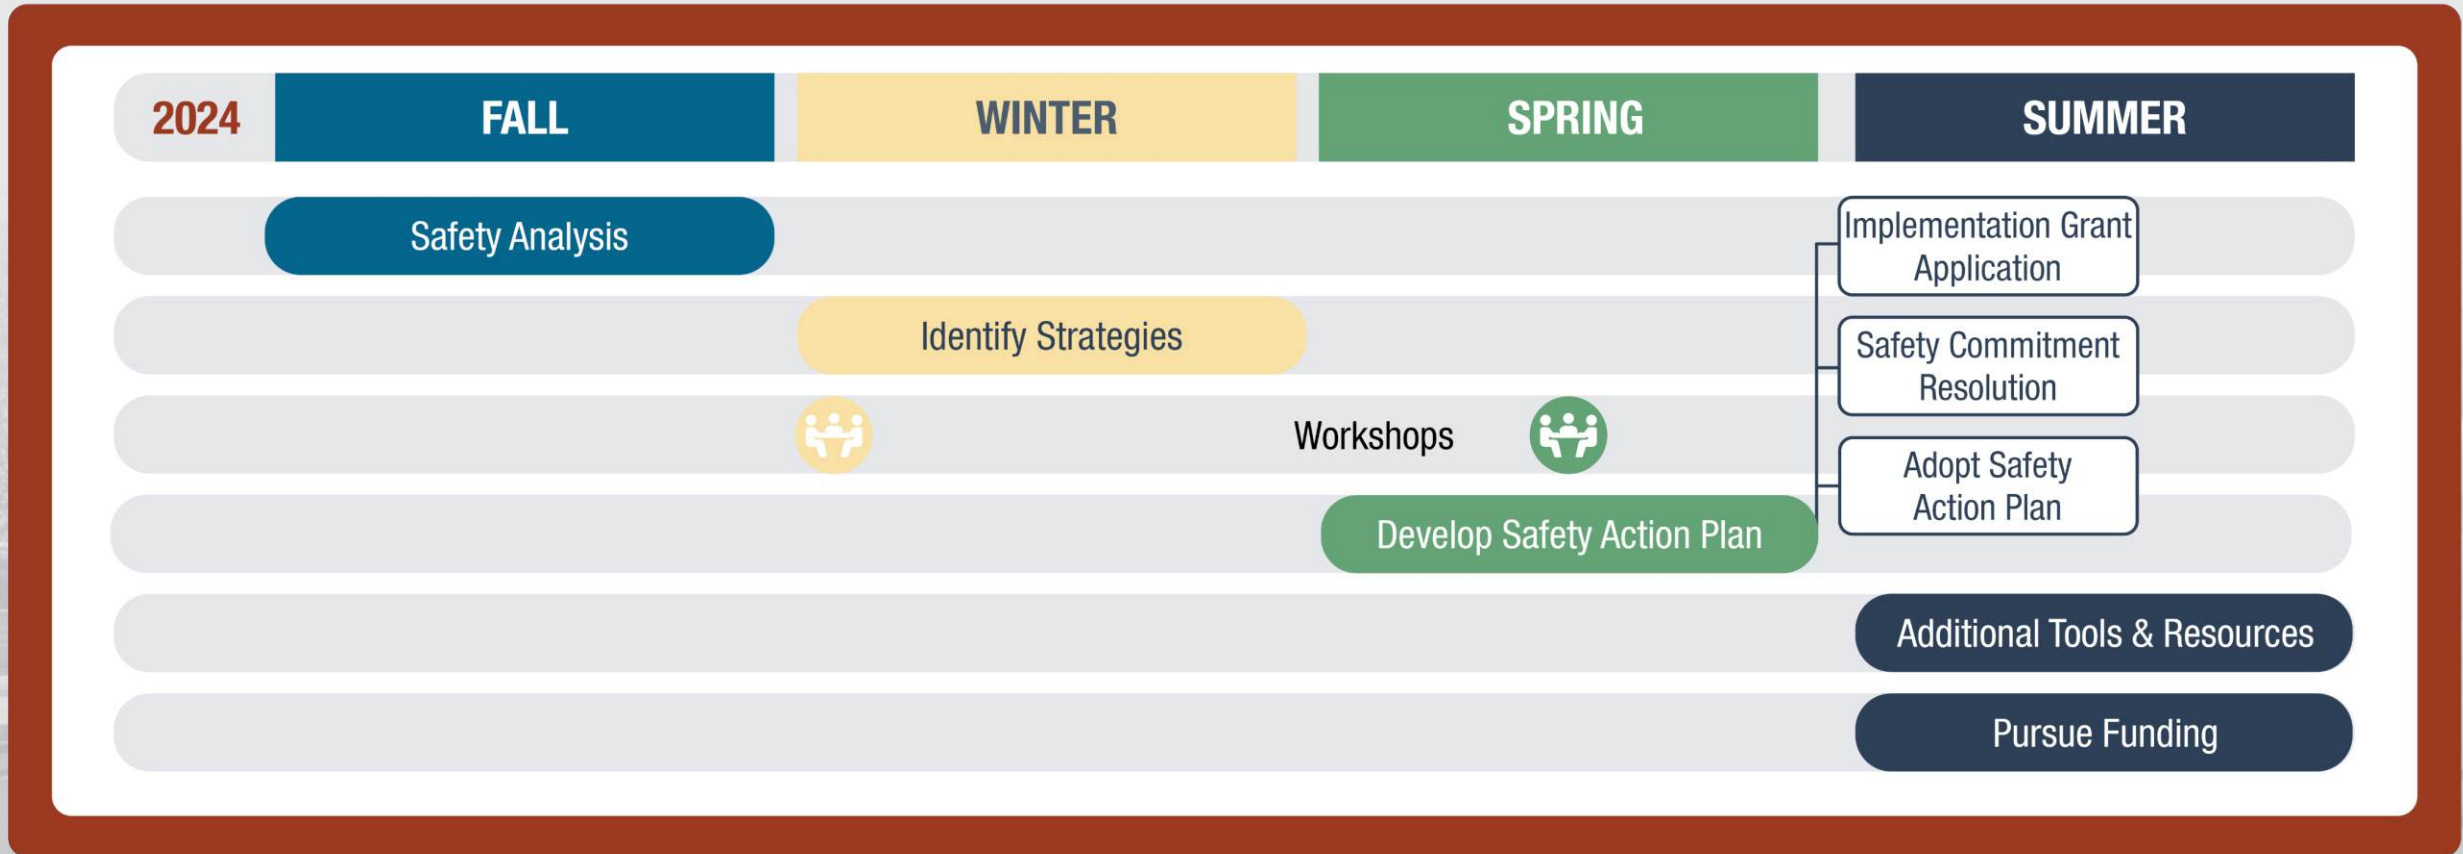 2024 FALL WINTER SPRING SUMMER
Safety Analysis
Implementation Grant
Application
Identify Strategies
Safety Commitment
Resolution
Workshops
Adopt Safety
Action Plan
Develop Safety Action Plan
Additional Tools & Resources
Pursue Funding